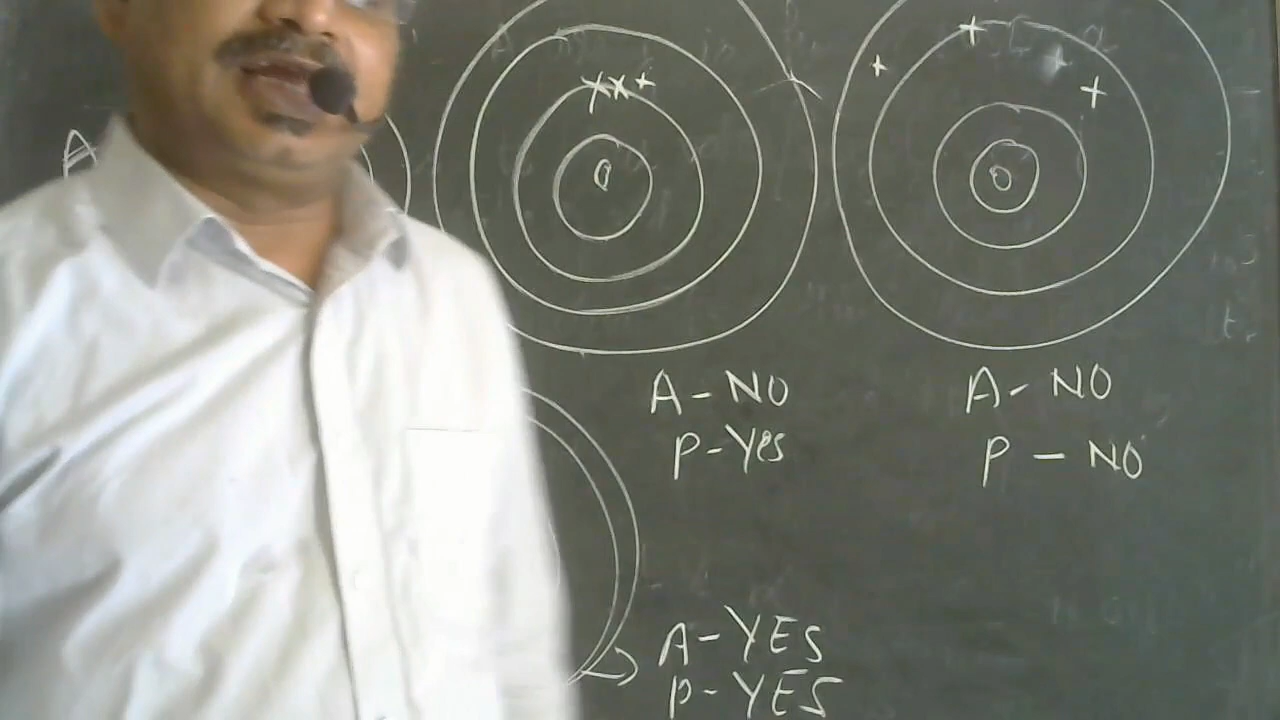 A
A - NO
P - Yes
A - NO
P - NO
A - YES
P - YES